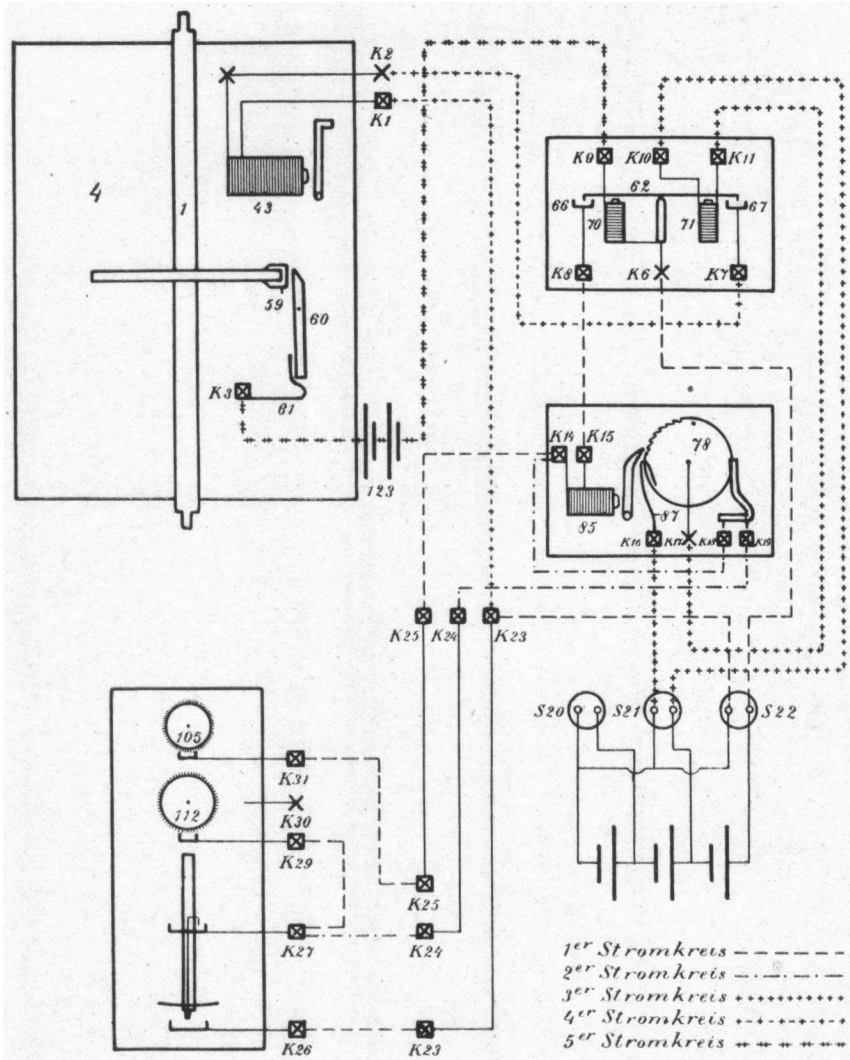 K2
K1
4
1
43
K9 K10 K11
62
66 67
70 71
K8 K6 K7
59
60
K3
61
123
K14 K15
78
85
87
K16 K17 K18 K19
K25 K24 K23
S20 S21 S22
105
K31
112
K30
K29
K25
K27 K24
K26 K23
1er Stromkreis
2er Stromkreis
3er Stromkreis
4er Stromkreis
5er Stromkreis